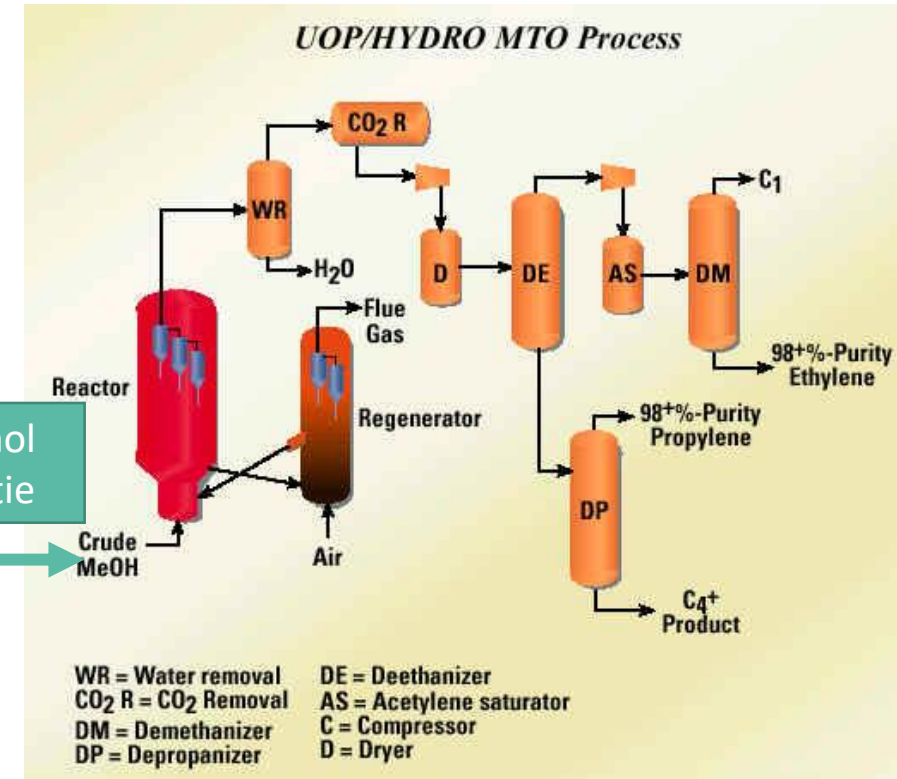 UOP/HYDRO MTO Process
CO2 R
WR
H2O
D
DE
AS
DM
C1
98+%-Purity
Ethylene
Flue
Gas
Reactor
Regenerator
98+%-Purity
Propylene
DP
C4+
Product
nol
tie
Crude
MeOH
Air
WR = Water removal
CO2 R = CO2 Removal
DM = Demethanizer
DP = Depropanizer
DE = Deethanizer
AS = Acetylene saturator
C = Compressor
D = Dryer